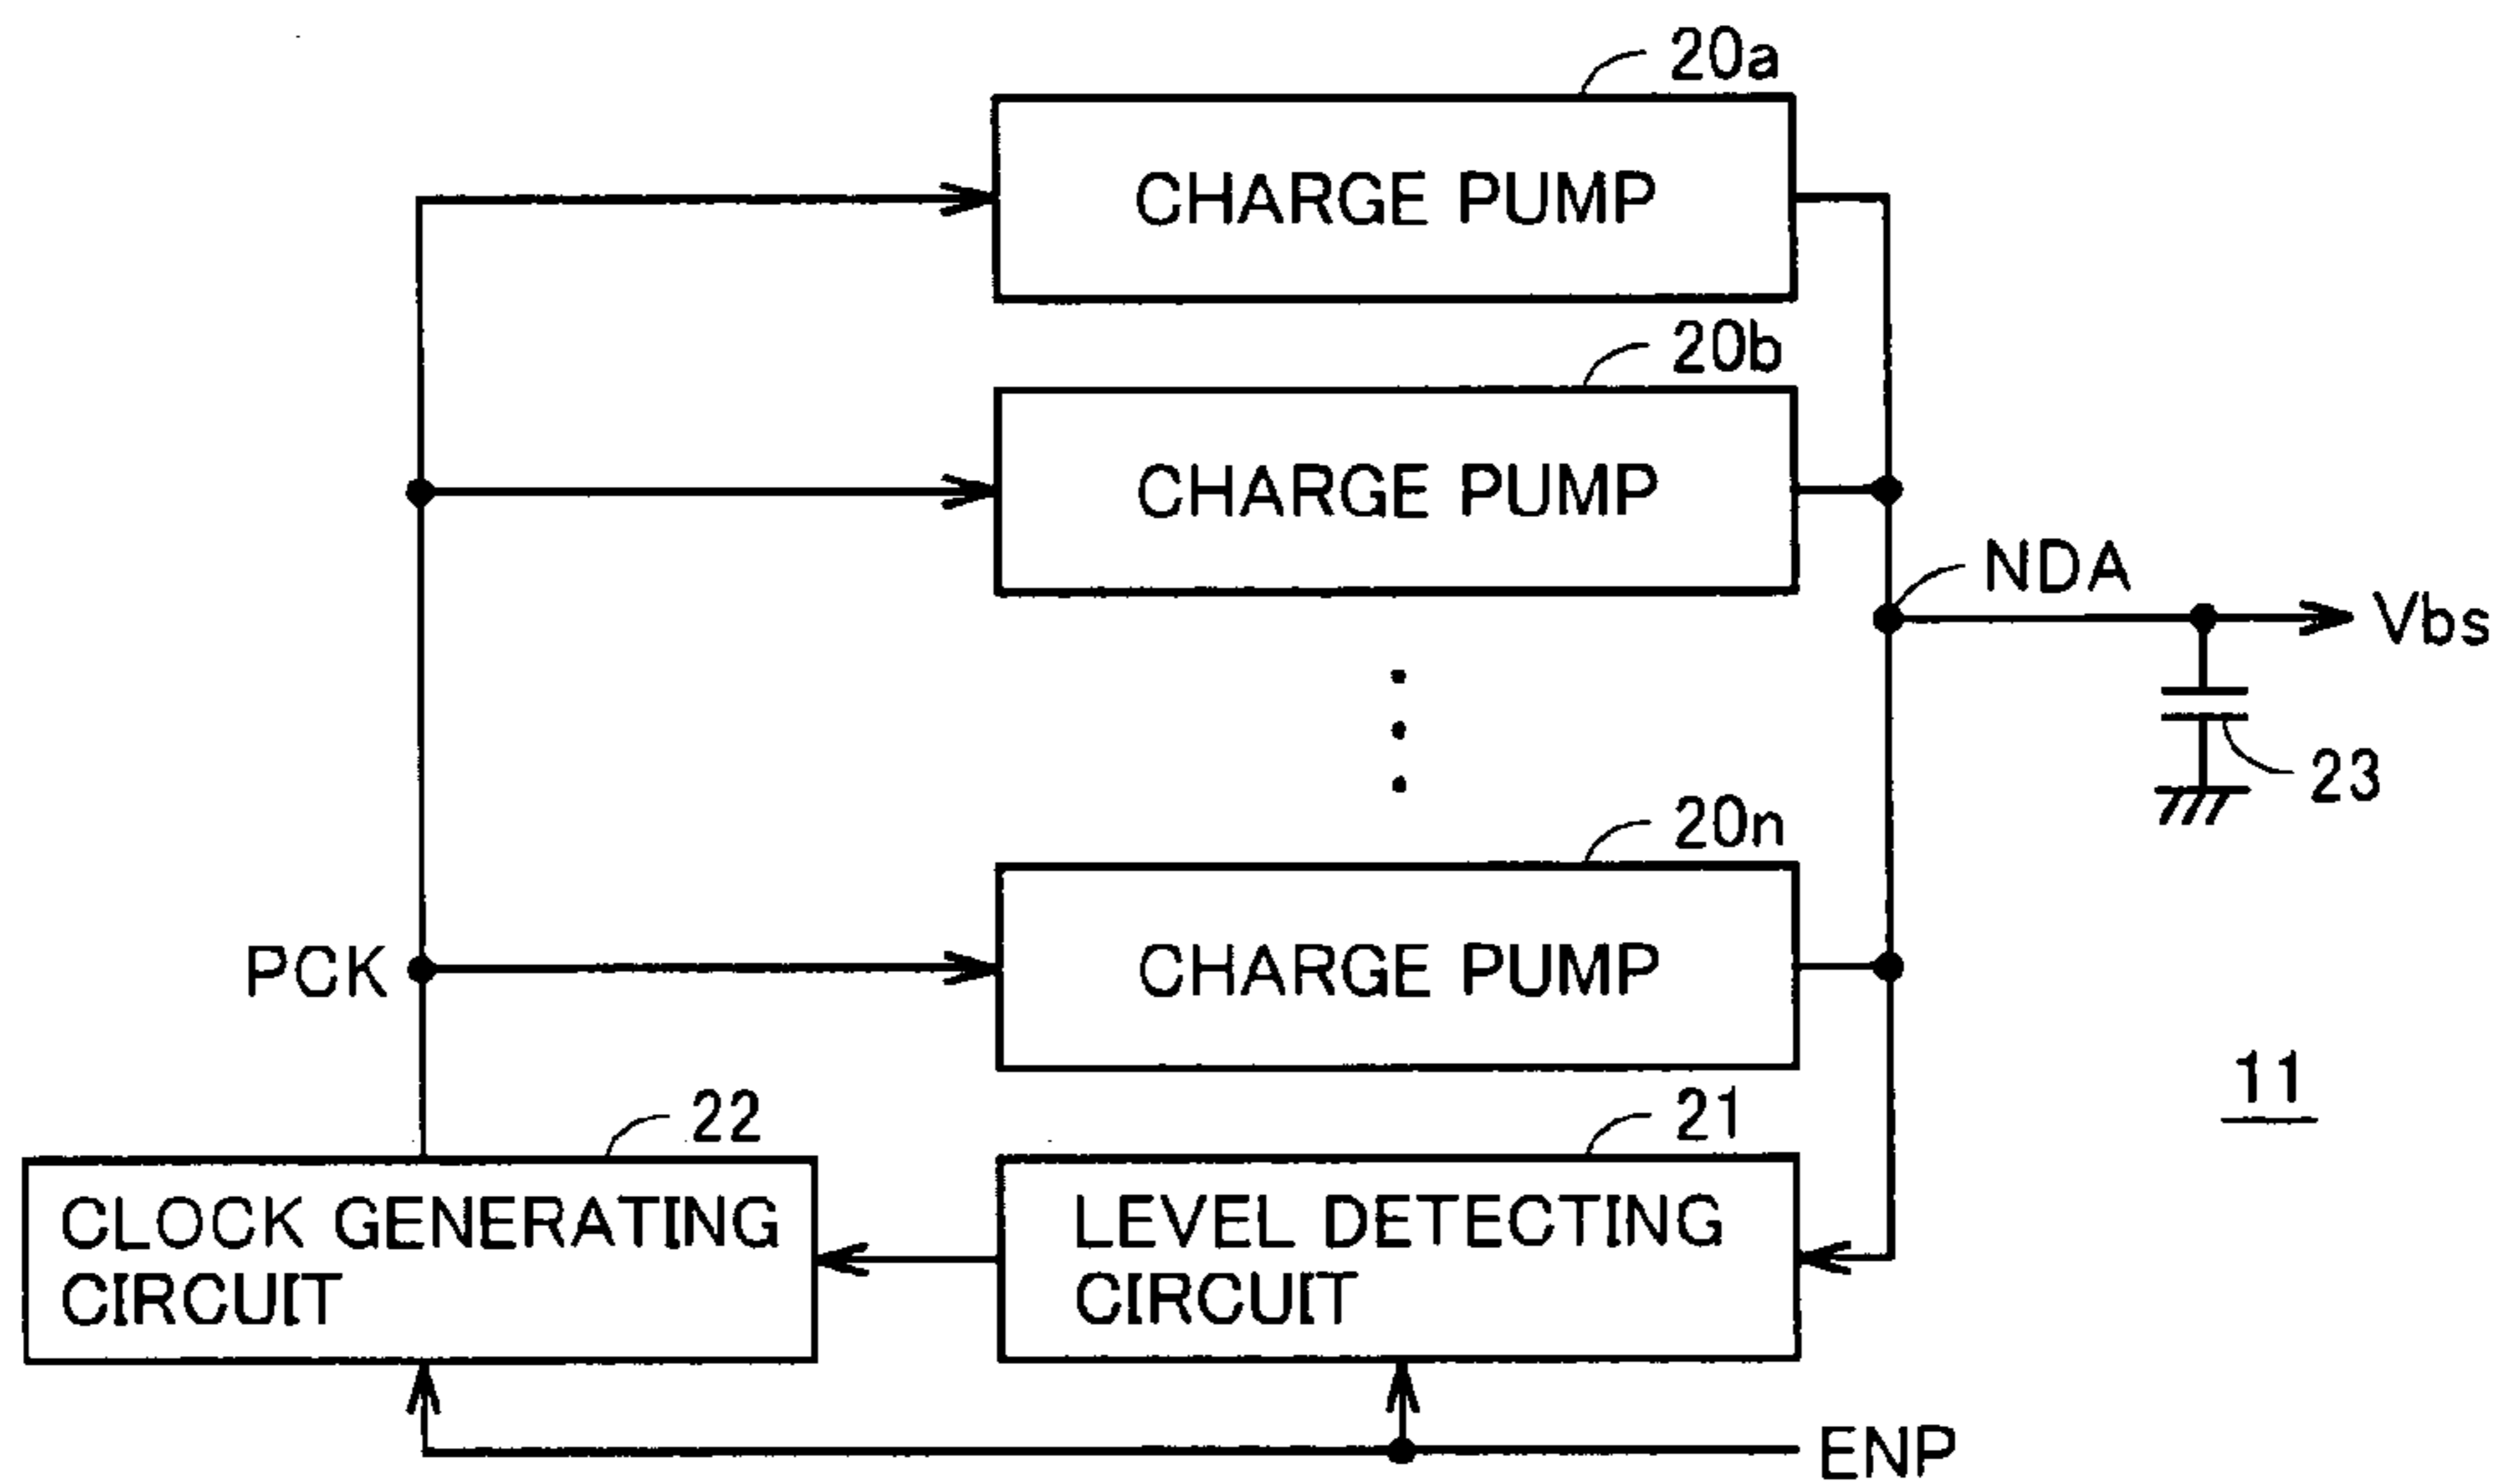 20a
CHARGE PUMP
20b
CHARGE PUMP
NDA
Vbs
23
20n
PCK
CHARGE PUMP
11
22
21
CLOCK GENERATING
CIRCUIT
LEVEL DETECTING
CIRCUIT
ENP